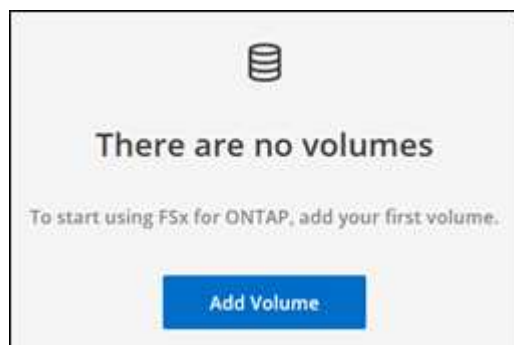 There are no volumes
To start using FSx for ONTAP, add your first volume.
Add Volume